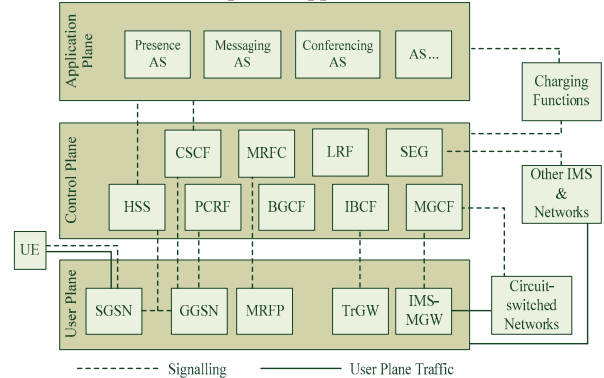 Application
Plane
Presence
AS
Messaging
AS
Conferencing
AS
AS...
Charging
Functions
Control Plane
CSCF
MRFC
LRF
SEG
HSS
PCRF
BGCF
IBCF
MGCF
Other IMS
&
Networks
UE
User Plane
SGSN
GGSN
MRFP
TrGW
IMS-
MGW
Circuit-
switched
Networks
Signalling
User Plane Traffic